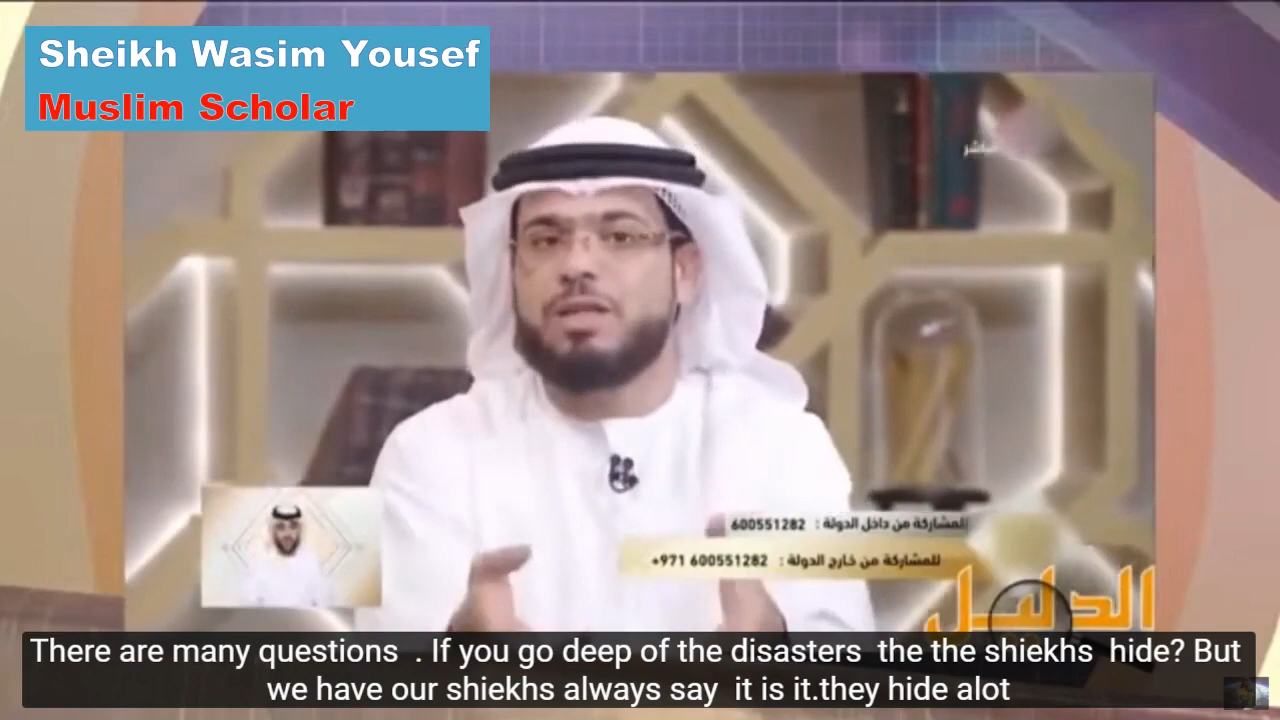 Sheikh Wasim Yousef
Muslim Scholar
مباشر
للمشاركة من داخل الدولة : 600551282
للمشاركة من خارج الدولة : 600551282 971+
الدليل
There are many questions . If you go deep of the disasters the the shiekhs hide? But
we have our shiekhs always say it is it.they hide alot